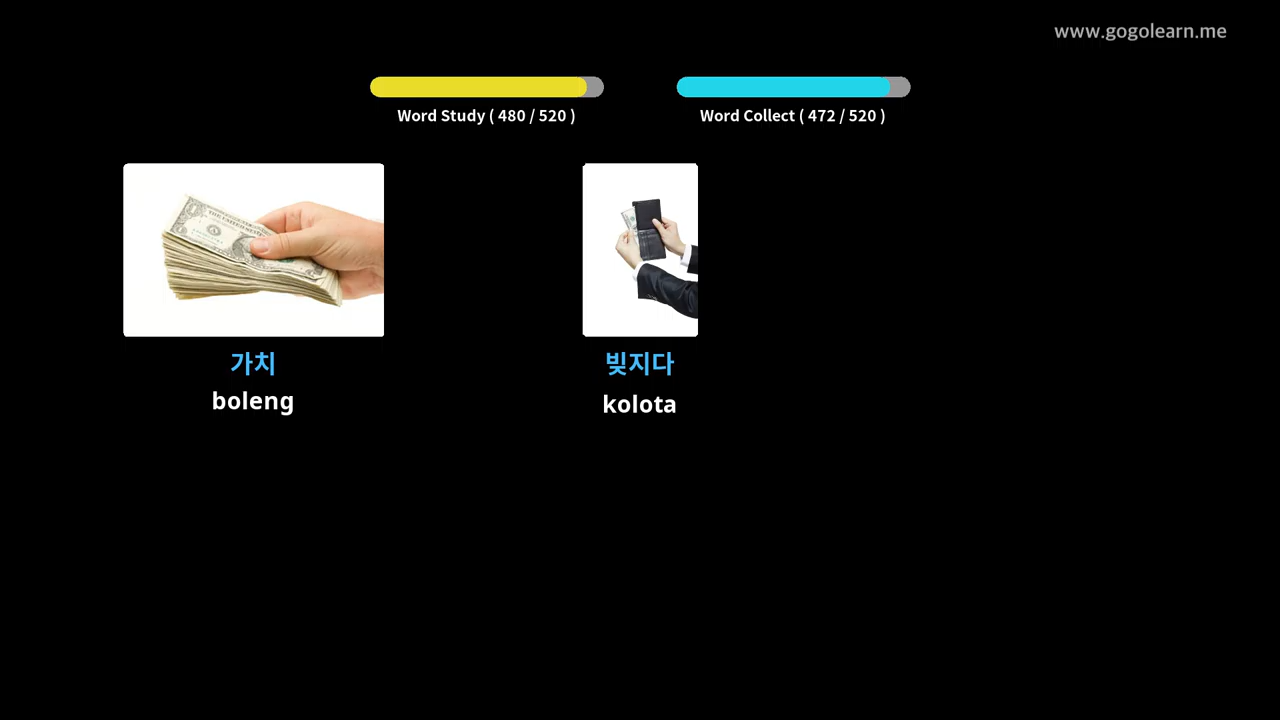 www.gogolearn.me
Word Study ( 480 / 520 )
Word Collect ( 472 / 520 )
가치
boleng
빚지다
kolota